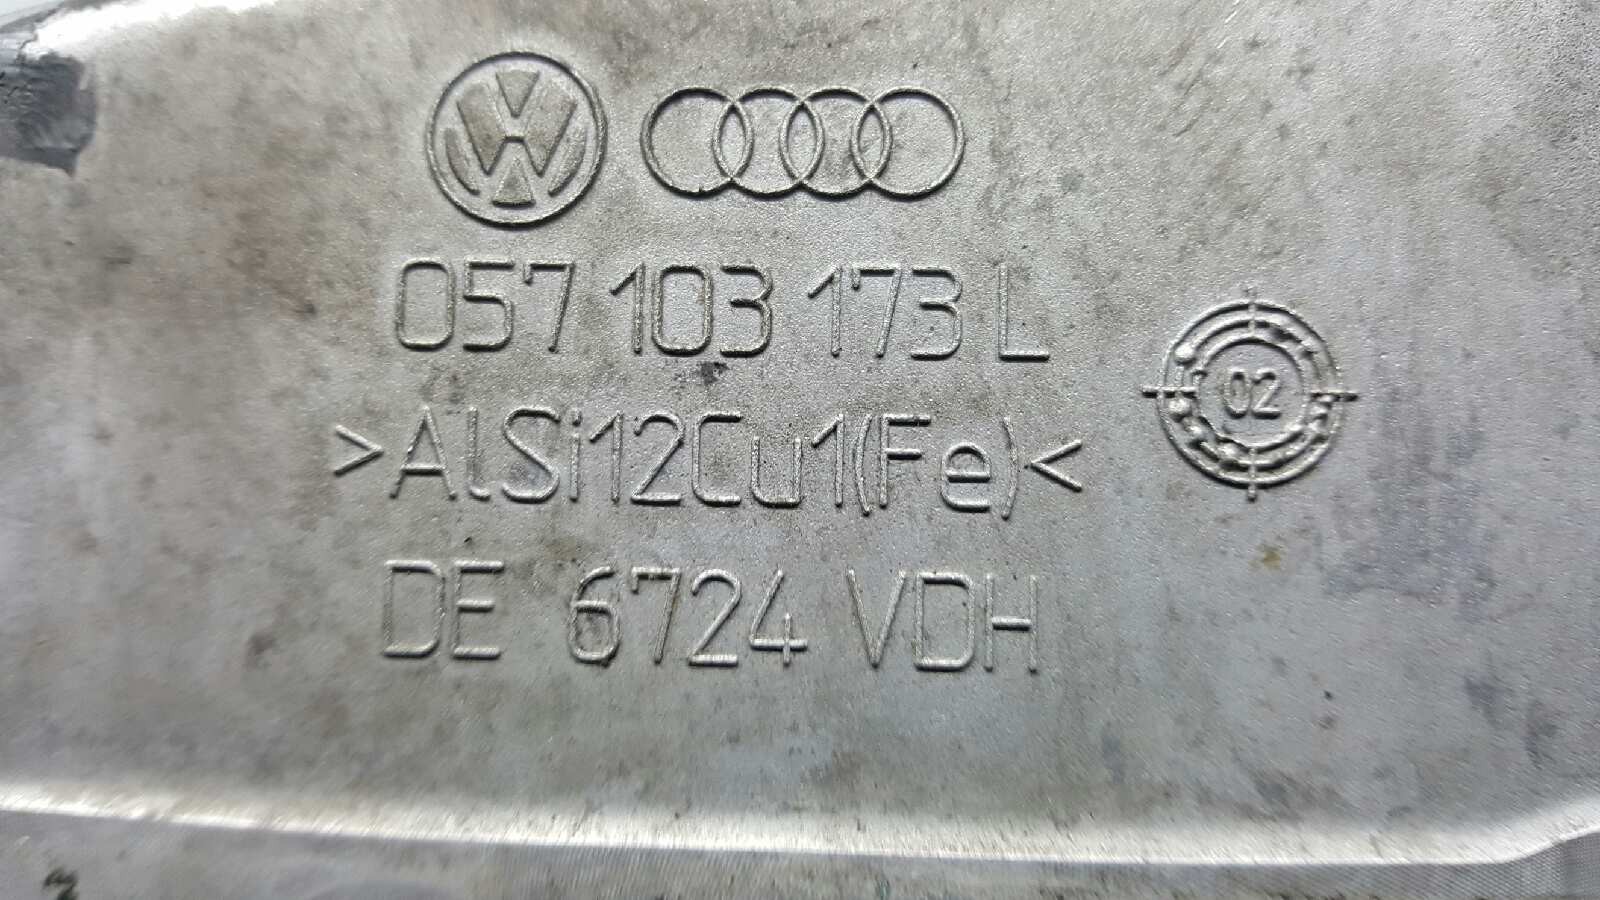 057 103 173 L
>AlSi12Cu1(Fe)<
02
DE 6724 VDH